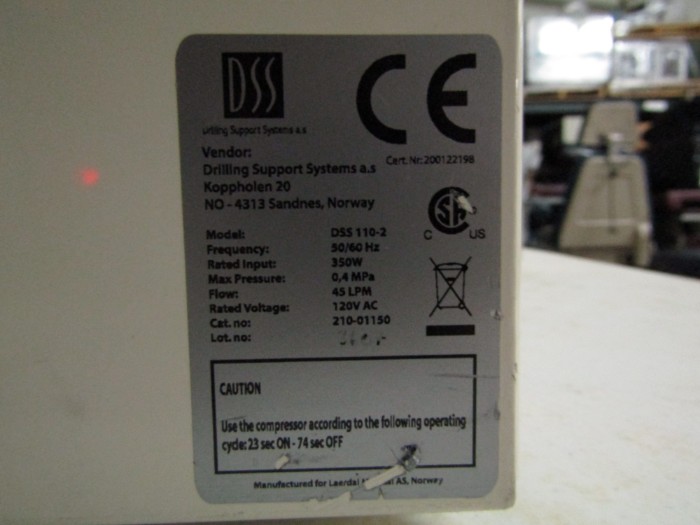 DSS
Drilling Support Systems a.s
CE
Cert. Nr: 200122198
Vendor:
Drilling Support Systems a.s
Koppholen 20
NO - 4313 Sandnes, Norway
C US
Model: DSS 110-2
Frequency: 50/60 Hz
Rated Input: 350W
Max Pressure: 0,4 MPa
Flow: 45 LPM
Rated Voltage: 120V AC
Cat. no: 210-01150
Lot. no:
CAUTION
Use the compressor according to the following operating
cycle: 23 sec ON - 74 sec OFF
Manufactured for Laerdal AS, Norway